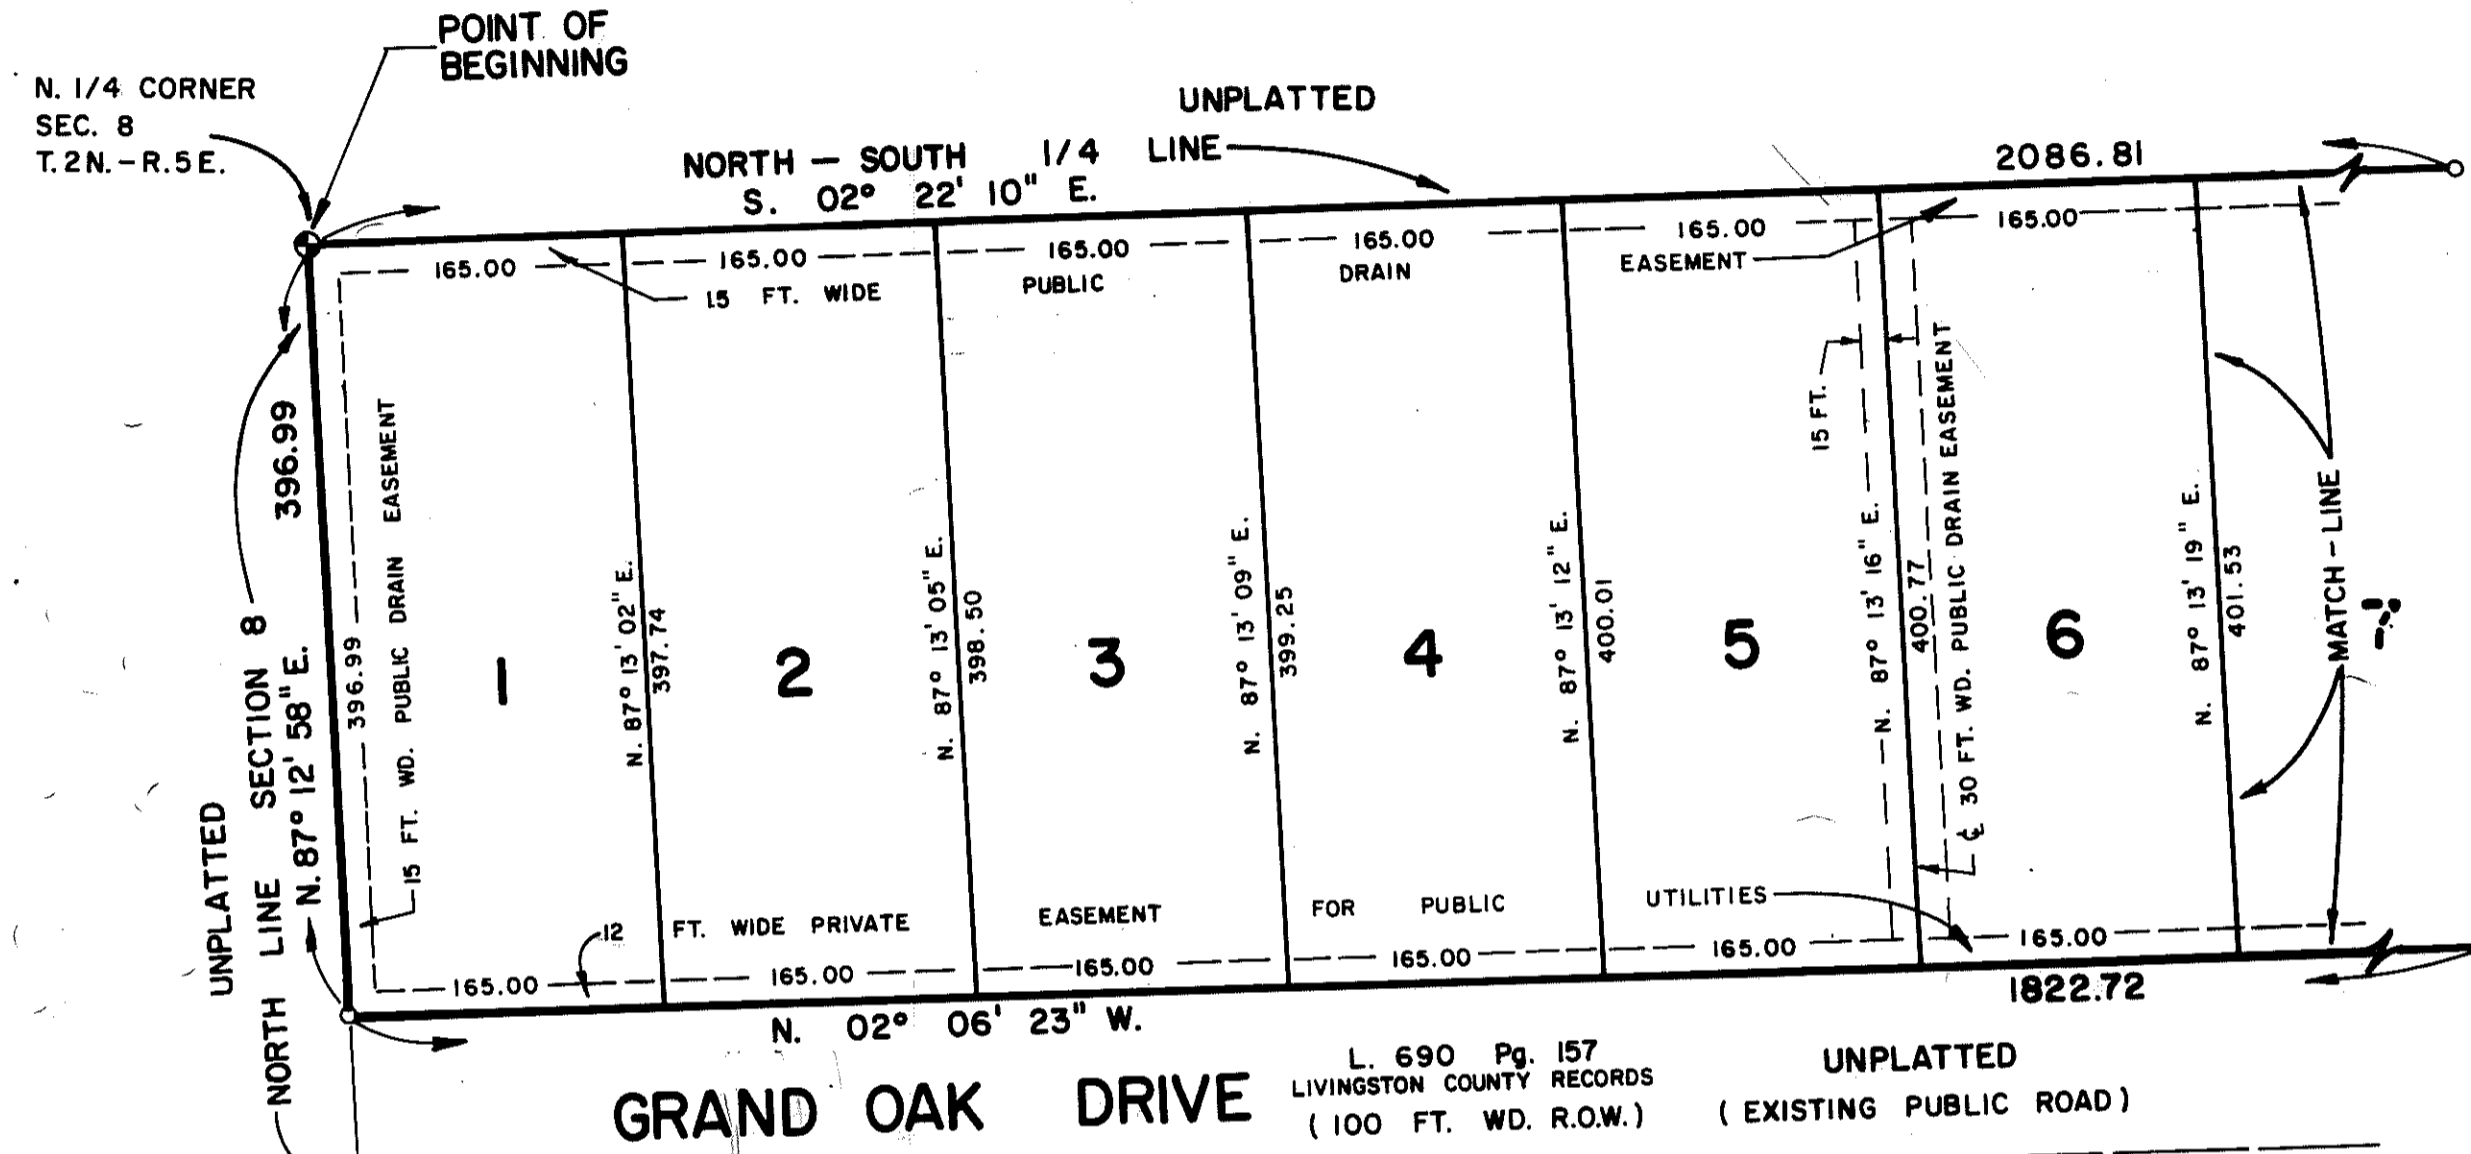 POINT OF
BEGINNING
N. 1/4 CORNER
SEC. 8
T. 2 N. – R. 5 E.
UNPLATTED
NORTH – SOUTH 1/4 LINE
S. 02° 22' 10" E.
2086.81
165.00
165.00
165.00
165.00
165.00
165.00
15 FT. WIDE
PUBLIC
DRAIN
EASEMENT
UNPLATTED
NORTH LINE SECTION 8
N. 87° 12' 58" E.
396.99
396.99
15 FT. WD. PUBLIC DRAIN EASEMENT
1
N. 87° 13' 02" E.
397.74
2
N. 87° 13' 05" E.
398.50
3
N. 87° 13' 09" E.
399.25
4
N. 87° 13' 12" E.
400.01
5
15 FT.
N. 87° 13' 16" E.
400.77
℄ 30 FT. WD. PUBLIC DRAIN EASEMENT
6
N. 87° 13' 19" E.
401.53
MATCH – LINE
12 FT. WIDE PRIVATE
EASEMENT
FOR PUBLIC
UTILITIES
165.00
165.00
165.00
165.00
165.00
165.00
N. 02° 06' 23" W.
1822.72
GRAND OAK DRIVE
L. 690 Pg. 157
LIVINGSTON COUNTY RECORDS
( 100 FT. WD. R.O.W. )
UNPLATTED
( EXISTING PUBLIC ROAD )